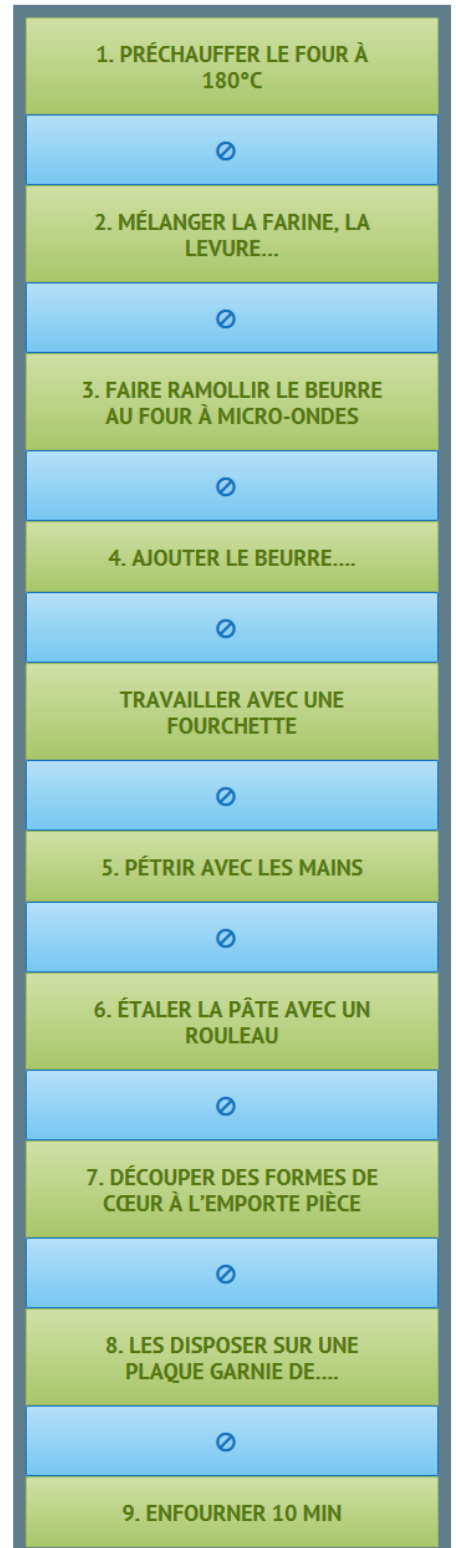 1. PRÉCHAUFFER LE FOUR À
180°C
2. MÉLANGER LA FARINE, LA
LEVURE...
3. FAIRE RAMOLLIR LE BEURRE
AU FOUR À MICRO-ONDES
4. AJOUTER LE BEURRE....
TRAVAILLER AVEC UNE
FOURCHETTE
5. PÉTRIR AVEC LES MAINS
6. ÉTALER LA PÂTE AVEC UN
ROULEAU
7. DÉCOUPER DES FORMES DE
CŒUR À L’EMPORTE PIÈCE
8. LES DISPOSER SUR UNE
PLAQUE GARNIE DE....
9. ENFOURNER 10 MIN